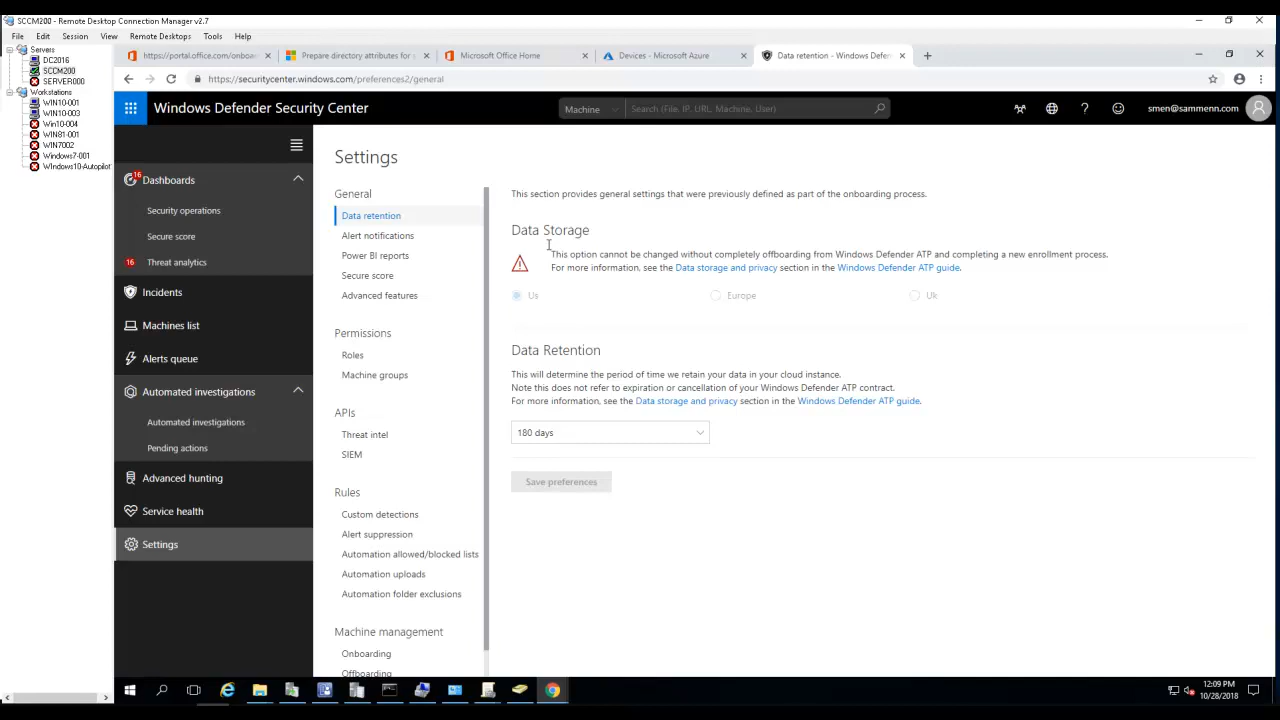 SCCM200 - Remote Desktop Connection Manager v2.7
File Edit Session View Remote Desktops Tools Help
Servers
DC2016
SCCM200
SERVER000
Workstations
WIN10-001
WIN10-003
Win10-004
WIN81-001
WIN7002
Windows7-001
Windows10-Autopilot
https://portal.office.com/onboa
Prepare directory attributes for s
Microsoft Office Home
Devices - Microsoft Azure
Data retention - Windows Defen
https://securitycenter.windows.com/preferences2/general
Windows Defender Security Center
Machine
Search (File, IP, URL, Machine, User)
smen@sammenn.com
16
Dashboards
Security operations
Secure score
16 Threat analytics
Incidents
Machines list
Alerts queue
Automated investigations
Automated investigations
Pending actions
Advanced hunting
Service health
Settings
Settings
General
Data retention
Alert notifications
Power BI reports
Secure score
Advanced features
Permissions
Roles
Machine groups
APIs
Threat intel
SIEM
Rules
Custom detections
Alert suppression
Automation allowed/blocked lists
Automation uploads
Automation folder exclusions
Machine management
Onboarding
Offboarding
This section provides general settings that were previously defined as part of the onboarding process.
Data Storage
This option cannot be changed without completely offboarding from Windows Defender ATP and completing a new enrollment process.
For more information, see the Data storage and privacy section in the Windows Defender ATP guide.
Us Europe Uk
Data Retention
This will determine the period of time we retain your data in your cloud instance.
Note this does not refer to expiration or cancellation of your Windows Defender ATP contract.
For more information, see the Data storage and privacy section in the Windows Defender ATP guide.
180 days
Save preferences
12:09 PM
10/28/2018